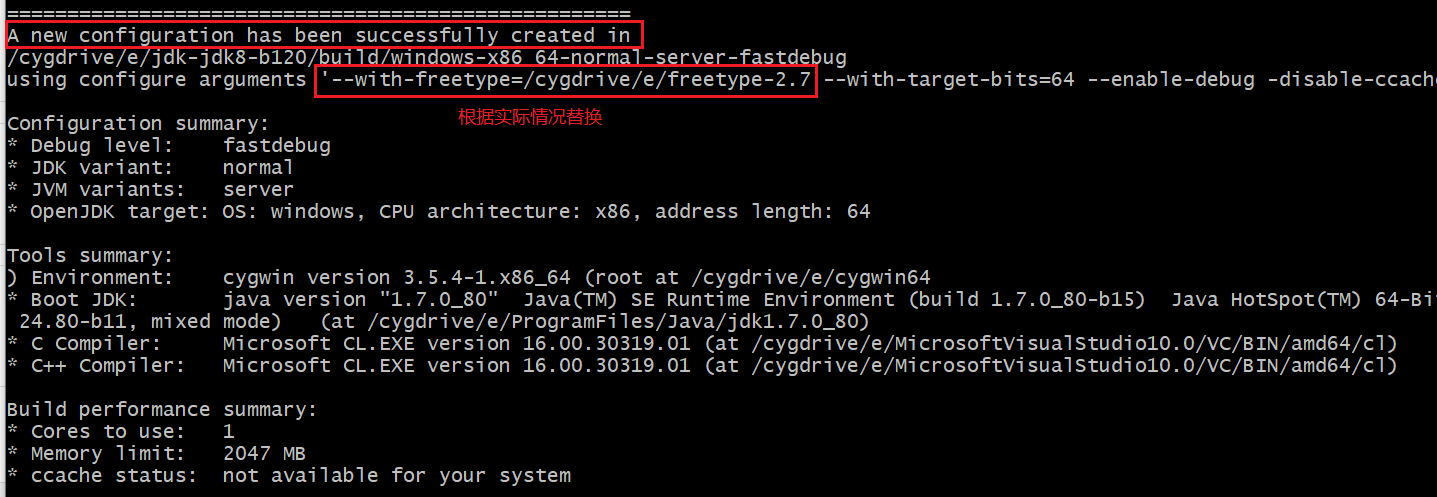 ==================================================
A new configuration has been successfully created in
/cygdrive/e/jdk-jdk8-b120/build/windows-x86_64-normal-server-fastdebug
using configure arguments '--with-freetype=/cygdrive/e/freetype-2.7 --with-target-bits=64 --enable-debug -disable-ccache
根据实际情况替换
Configuration summary:
* Debug level:    fastdebug
* JDK variant:    normal
* JVM variants:   server
* OpenJDK target: OS: windows, CPU architecture: x86, address length: 64
Tools summary:
) Environment:    cygwin version 3.5.4-1.x86_64 (root at /cygdrive/e/cygwin64
* Boot JDK:       java version "1.7.0_80"  Java(TM) SE Runtime Environment (build 1.7.0_80-b15)  Java HotSpot(TM) 64-Bi
24.80-b11, mixed mode)   (at /cygdrive/e/ProgramFiles/Java/jdk1.7.0_80)
* C Compiler:     Microsoft CL.EXE version 16.00.30319.01 (at /cygdrive/e/MicrosoftVisualStudio10.0/VC/BIN/amd64/cl)
* C++ Compiler:   Microsoft CL.EXE version 16.00.30319.01 (at /cygdrive/e/MicrosoftVisualStudio10.0/VC/BIN/amd64/cl)
Build performance summary:
* Cores to use:   1
* Memory limit:   2047 MB
* ccache status:  not available for your system